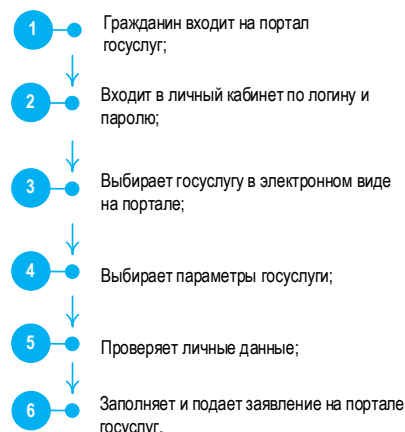 1
Гражданин входит на портал
госуслуг;
2
Входит в личный кабинет по логину и
паролю;
3
Выбирает госуслугу в электронном виде
на портале;
4
Выбирает параметры госуслуги;
5
Проверяет личные данные;
6
Заполняет и подает заявление на портале
госуслуг.